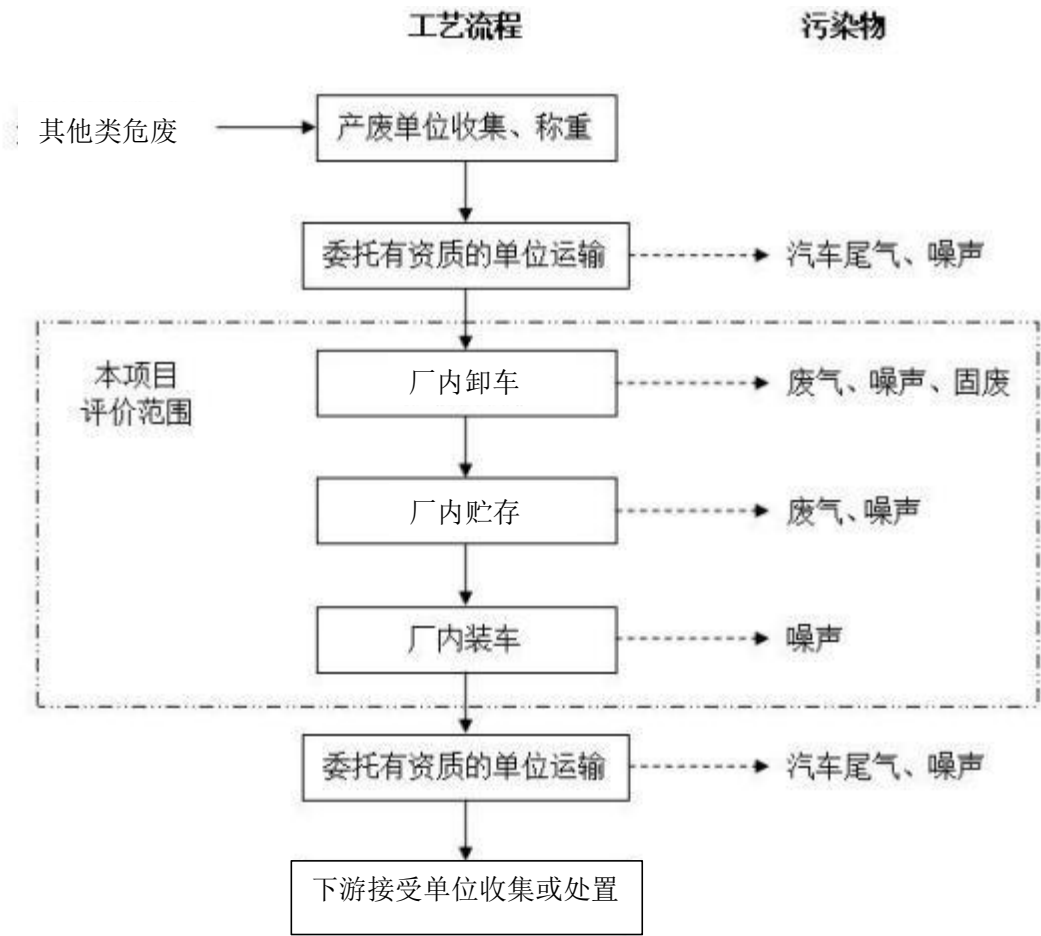 工艺流程
污染物
其他类危废
产废单位收集、称重
委托有资质的单位运输
汽车尾气、噪声
本项目
评价范围
厂内卸车
废气、噪声、固废
厂内贮存
废气、噪声
厂内装车
噪声
委托有资质的单位运输
汽车尾气、噪声
下游接受单位收集或处置